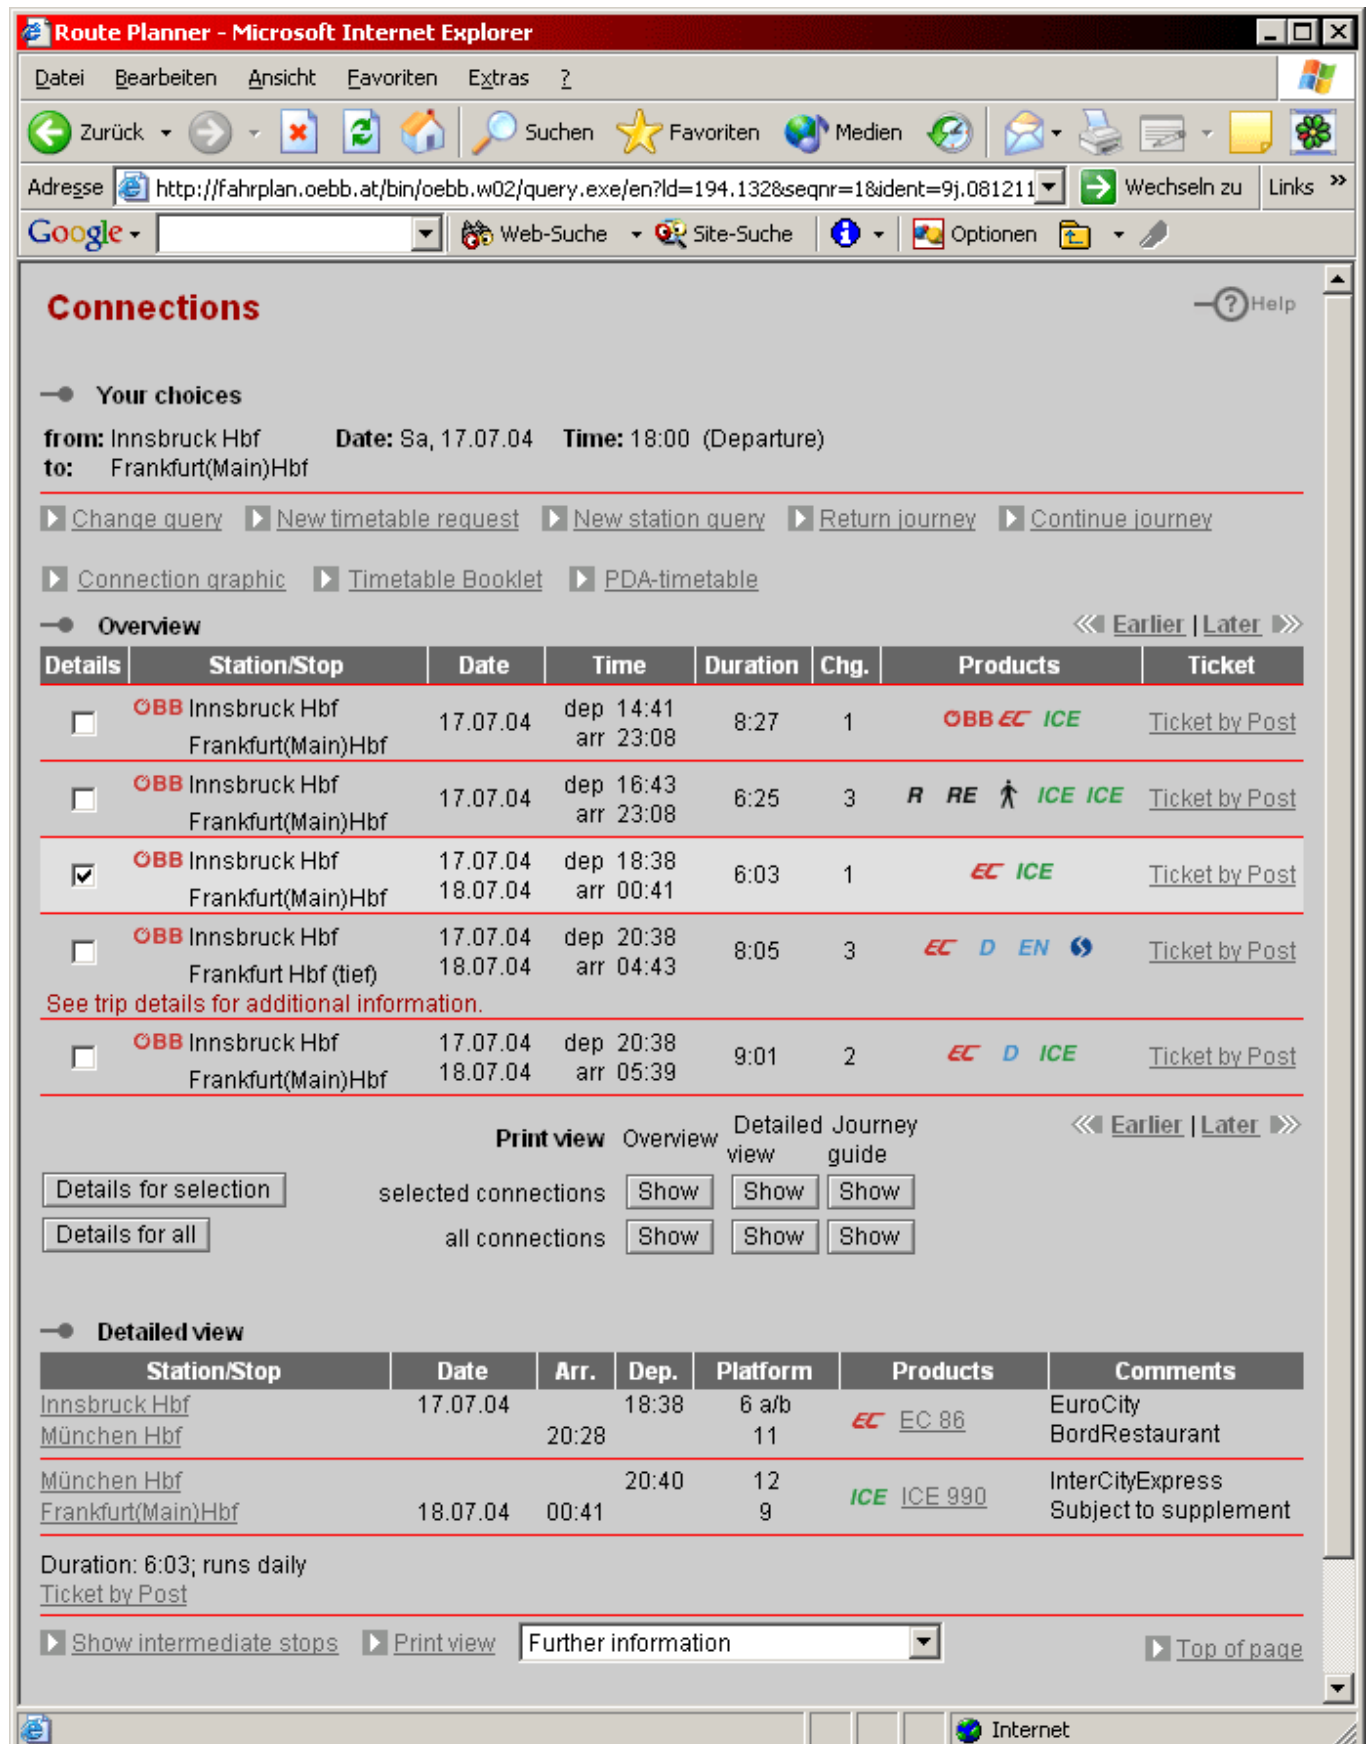 Route Planner - Microsoft Internet Explorer
Datei Bearbeiten Ansicht Favoriten Extras ?
Zurück Suchen Favoriten Medien
Adresse http://fahrplan.oebb.at/bin/oebb.w02/query.exe/en?ld=194.132&seqnr=1&ident=9j.081211 Wechseln zu Links »
Google Web-Suche Site-Suche Optionen
Connections
? Help
Your choices
from: Innsbruck Hbf Date: Sa, 17.07.04 Time: 18:00 (Departure)
to: Frankfurt(Main)Hbf
Change query New timetable request New station query Return journey Continue journey
Connection graphic Timetable Booklet PDA-timetable
Overview Earlier | Later
Details Station/Stop Date Time Duration Chg. Products Ticket
ÖBB Innsbruck Hbf 17.07.04 dep 14:41 8:27 1 ÖBB EC ICE Ticket by Post
Frankfurt(Main)Hbf arr 23:08
ÖBB Innsbruck Hbf 17.07.04 dep 16:43 6:25 3 R RE ICE ICE Ticket by Post
Frankfurt(Main)Hbf arr 23:08
ÖBB Innsbruck Hbf 17.07.04 dep 18:38 6:03 1 EC ICE Ticket by Post
Frankfurt(Main)Hbf 18.07.04 arr 00:41
ÖBB Innsbruck Hbf 17.07.04 dep 20:38 8:05 3 EC D EN Ticket by Post
Frankfurt Hbf (tief) 18.07.04 arr 04:43
See trip details for additional information.
ÖBB Innsbruck Hbf 17.07.04 dep 20:38 9:01 2 EC D ICE Ticket by Post
Frankfurt(Main)Hbf 18.07.04 arr 05:39
Print view Overview Detailed view Journey guide Earlier | Later
Details for selection selected connections Show Show Show
Details for all all connections Show Show Show
Detailed view
Station/Stop Date Arr. Dep. Platform Products Comments
Innsbruck Hbf 17.07.04 18:38 6 a/b EC EC 86 EuroCity
München Hbf 20:28 11 BordRestaurant
München Hbf 20:40 12 ICE ICE 990 InterCityExpress
Frankfurt(Main)Hbf 18.07.04 00:41 9 Subject to supplement
Duration: 6:03; runs daily
Ticket by Post
Show intermediate stops Print view Further information Top of page
Internet